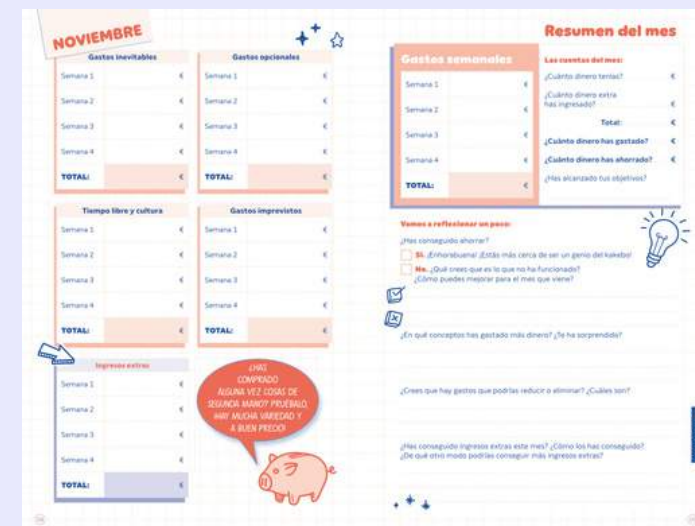 NOVIEMBRE
Gastos inevitables
Semana 1 €
Semana 2 €
Semana 3 €
Semana 4 €
TOTAL: €
Gastos opcionales
Semana 1 €
Semana 2 €
Semana 3 €
Semana 4 €
TOTAL: €
Tiempo libre y cultura
Semana 1 €
Semana 2 €
Semana 3 €
Semana 4 €
TOTAL: €
Gastos imprevistos
Semana 1 €
Semana 2 €
Semana 3 €
Semana 4 €
TOTAL: €
Ingresos extras
Semana 1 €
Semana 2 €
Semana 3 €
Semana 4 €
TOTAL: €
¿HAS
COMPRADO
ALGUNA VEZ COSAS DE
SEGUNDA MANO? PRUÉBALO,
HAY MUCHA VARIEDAD Y
A BUEN PRECIO!
Resumen del mes
Gastos semanales
Semana 1 €
Semana 2 €
Semana 3 €
Semana 4 €
TOTAL: €
Las cuentas del mes:
¿Cuánto dinero tenías? €
¿Cuánto dinero extra
has ingresado? €
Total: €
¿Cuánto dinero has gastado? €
¿Cuánto dinero has ahorrado? €
¿Has alcanzado tus objetivos?
Vamos a reflexionar un poco:
¿Has conseguido ahorrar?
Sí. ¡Enhorabuena! ¡Estás más cerca de ser un genio del kakebo!
No. ¿Qué crees que es lo que no ha funcionado?
¿Cómo puedes mejorar para el mes que viene?
¿En qué conceptos has gastado más dinero? ¿Te ha sorprendido?
¿Crees que hay gastos que podrías reducir o eliminar? ¿Cuáles son?
¿Has conseguido ingresos extras este mes? ¿Cómo los has conseguido?
¿De qué otro modo podrías conseguir más ingresos extras?